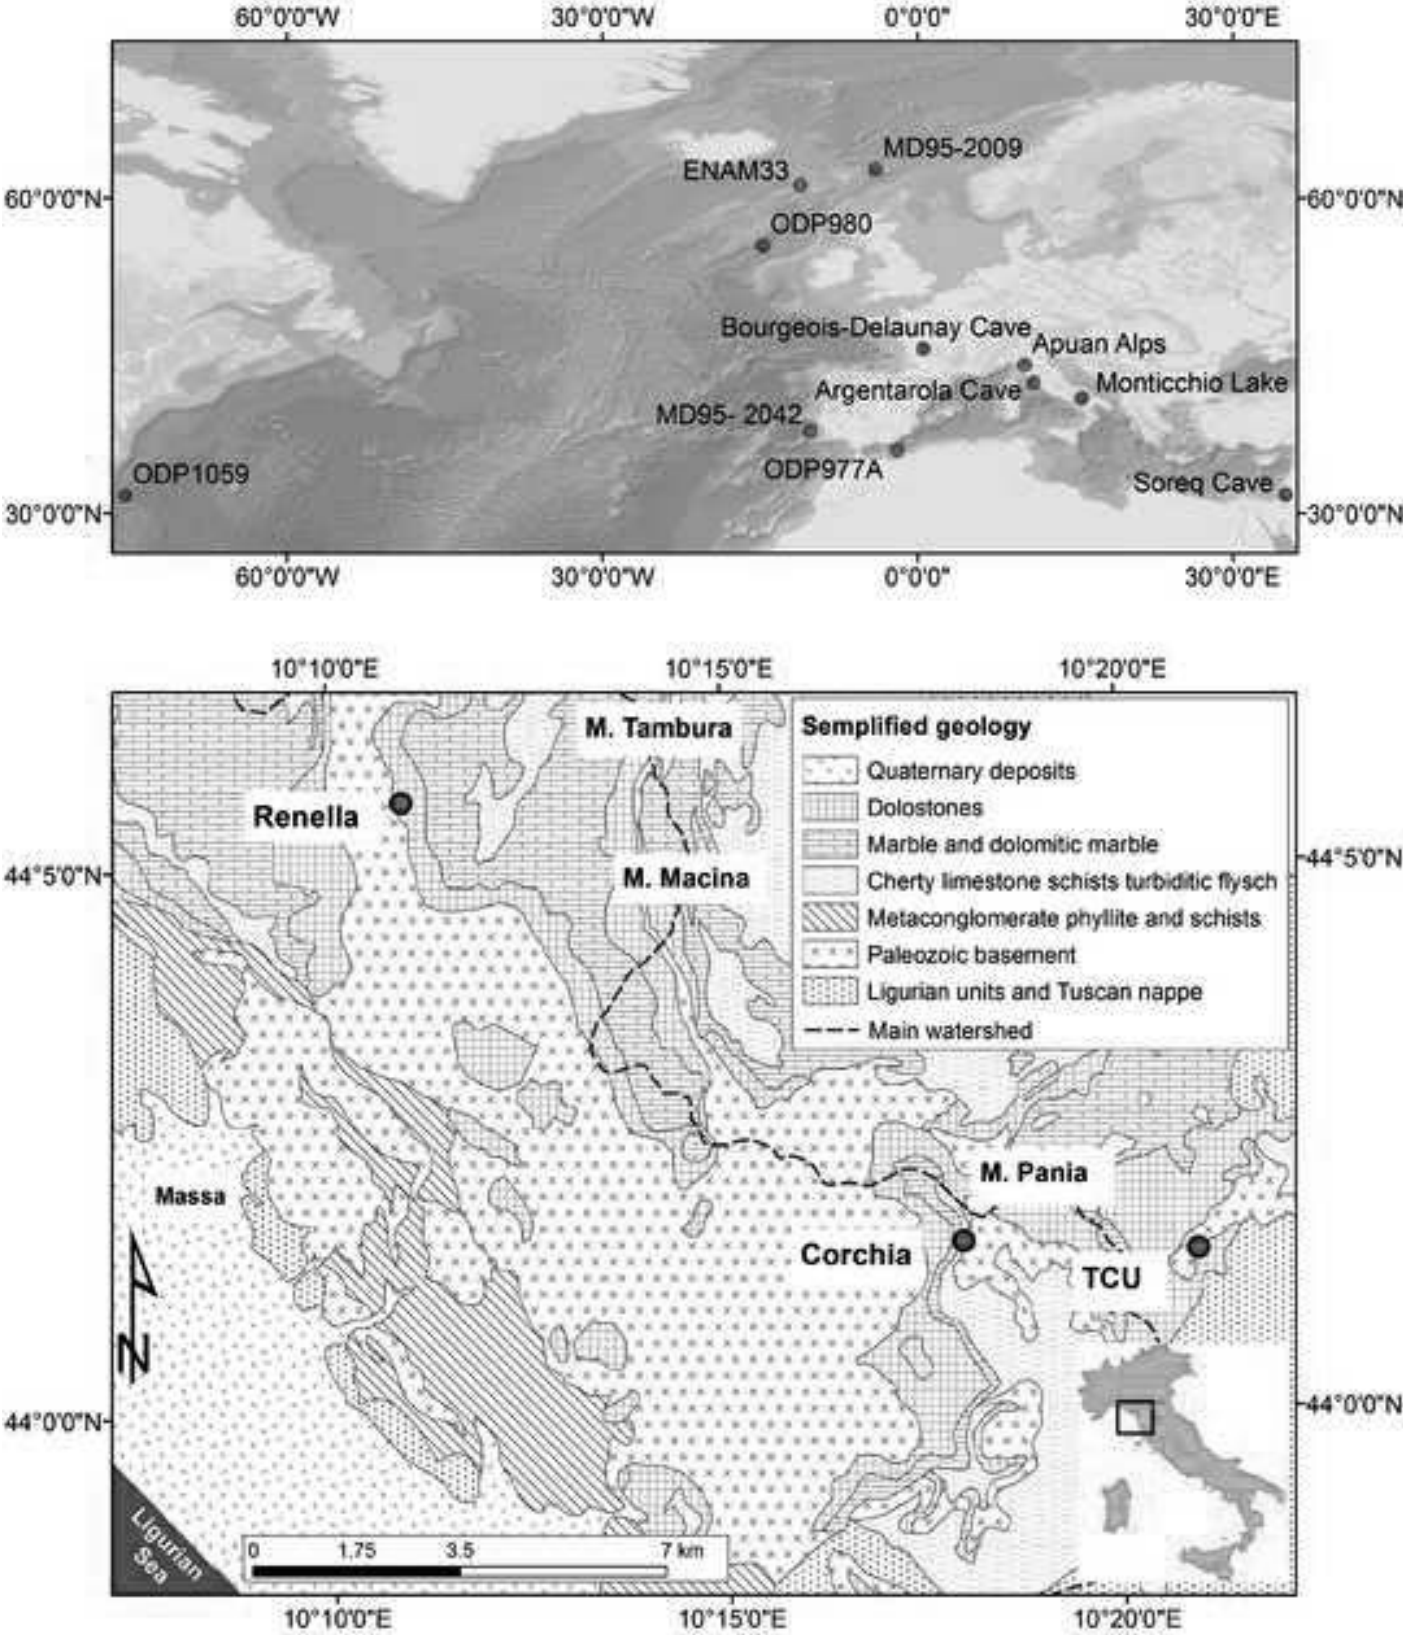 60°0'0"W 30°0'0"W 0°0'0" 30°0'0"E
MD95-2009
ENAM33
60°0'0"N 60°0'0"N
ODP980
Bourgeois-Delaunay Cave
Apuan Alps
Argentarola Cave Monticchio Lake
MD95- 2042
ODP977A
ODP1059
Soreq Cave
30°0'0"N 30°0'0"N
60°0'0"W 30°0'0"W 0°0'0" 30°0'0"E
10°10'0"E 10°15'0"E 10°20'0"E
M. Tambura
Semplified geology
Quaternary deposits
Dolostones
Renella
Marble and dolomitic marble
44°5'0"N 44°5'0"N
M. Macina
Cherty limestone schists turbiditic flysch
Metaconglomerate phyllite and schists
Paleozoic basement
Ligurian units and Tuscan nappe
Main watershed
M. Pania
Massa
Corchia
TCU
N
44°0'0"N 44°0'0"N
Ligurian
Sea
0 1,75 3.5 7 km
10°10'0"E 10°15'0"E 10°20'0"E